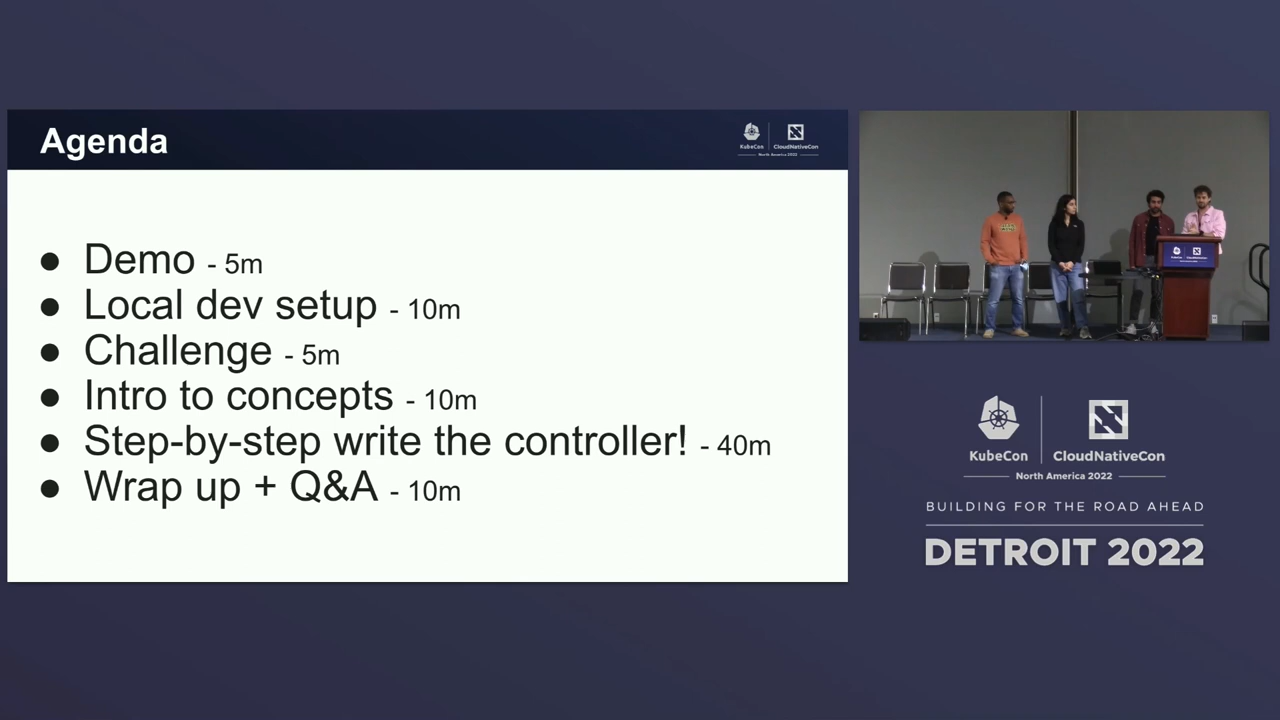 Agenda
KubeCon CloudNativeCon
North America 2022
● Demo - 5m
● Local dev setup - 10m
● Challenge - 5m
● Intro to concepts - 10m
● Step-by-step write the controller! - 40m
● Wrap up + Q&A - 10m
KubeCon CloudNativeCon
North America 2022
BUILDING FOR THE ROAD AHEAD
DETROIT 2022